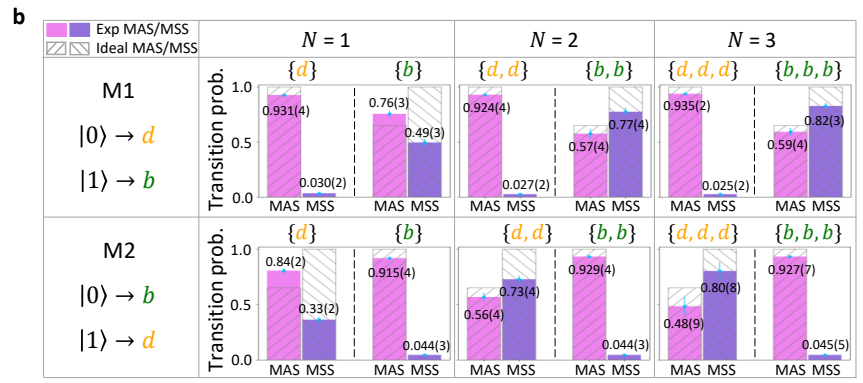 b
Exp MAS/MSS
Ideal MAS/MSS
N = 1
N = 2
N = 3
M1
|0⟩ → d
|1⟩ → b
Transition prob.
1.0
0.5
0.0
{d}
0.931(4)
0.030(2)
MAS MSS
{b}
0.76(3)
0.49(3)
MAS MSS
{d, d}
0.924(4)
0.027(2)
MAS MSS
{b, b}
0.57(4)
0.77(4)
MAS MSS
{d, d, d}
0.935(2)
0.025(2)
MAS MSS
{b, b, b}
0.59(4)
0.82(3)
MAS MSS
M2
|0⟩ → b
|1⟩ → d
Transition prob.
1.0
0.5
0.0
{d}
0.84(2)
0.33(2)
MAS MSS
{b}
0.915(4)
0.044(3)
MAS MSS
{d, d}
0.56(4)
0.73(4)
MAS MSS
{b, b}
0.929(4)
0.044(3)
MAS MSS
{d, d, d}
0.48(9)
0.80(8)
MAS MSS
{b, b, b}
0.927(7)
0.045(5)
MAS MSS